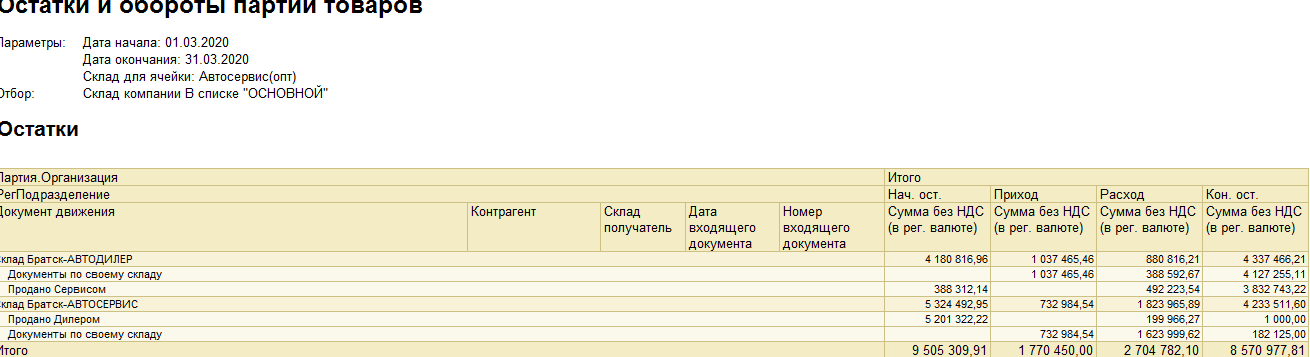 Остатки и обороты партий товаров
Параметры: Дата начала: 01.03.2020
Дата окончания: 31.03.2020
Склад для ячейки: Автосервис(опт)
Отбор: Склад компании В списке "ОСНОВНОЙ"
Остатки
Партия.Организация Итого
РегПодразделение Нач. ост. Приход Расход Кон. ост.
Документ движения Контрагент Склад Дата Номер Сумма без НДС Сумма без НДС Сумма без НДС Сумма без НДС
получатель входящего входящего (в рег. валюте) (в рег. валюте) (в рег. валюте) (в рег. валюте)
документа документа
Склад Братск-АВТОДИЛЕР 4 180 816,96 1 037 465,46 880 816,21 4 337 466,21
Документы по своему складу 1 037 465,46 388 592,67 4 127 255,11
Продано Сервисом 388 312,14 492 223,54 3 832 743,22
Склад Братск-АВТОСЕРВИС 5 324 492,95 732 984,54 1 823 965,89 4 233 511,60
Продано Дилером 5 201 322,22 199 966,27 1 000,00
Документы по своему складу 732 984,54 1 623 999,62 182 125,00
Итого 9 505 309,91 1 770 450,00 2 704 782,10 8 570 977,81